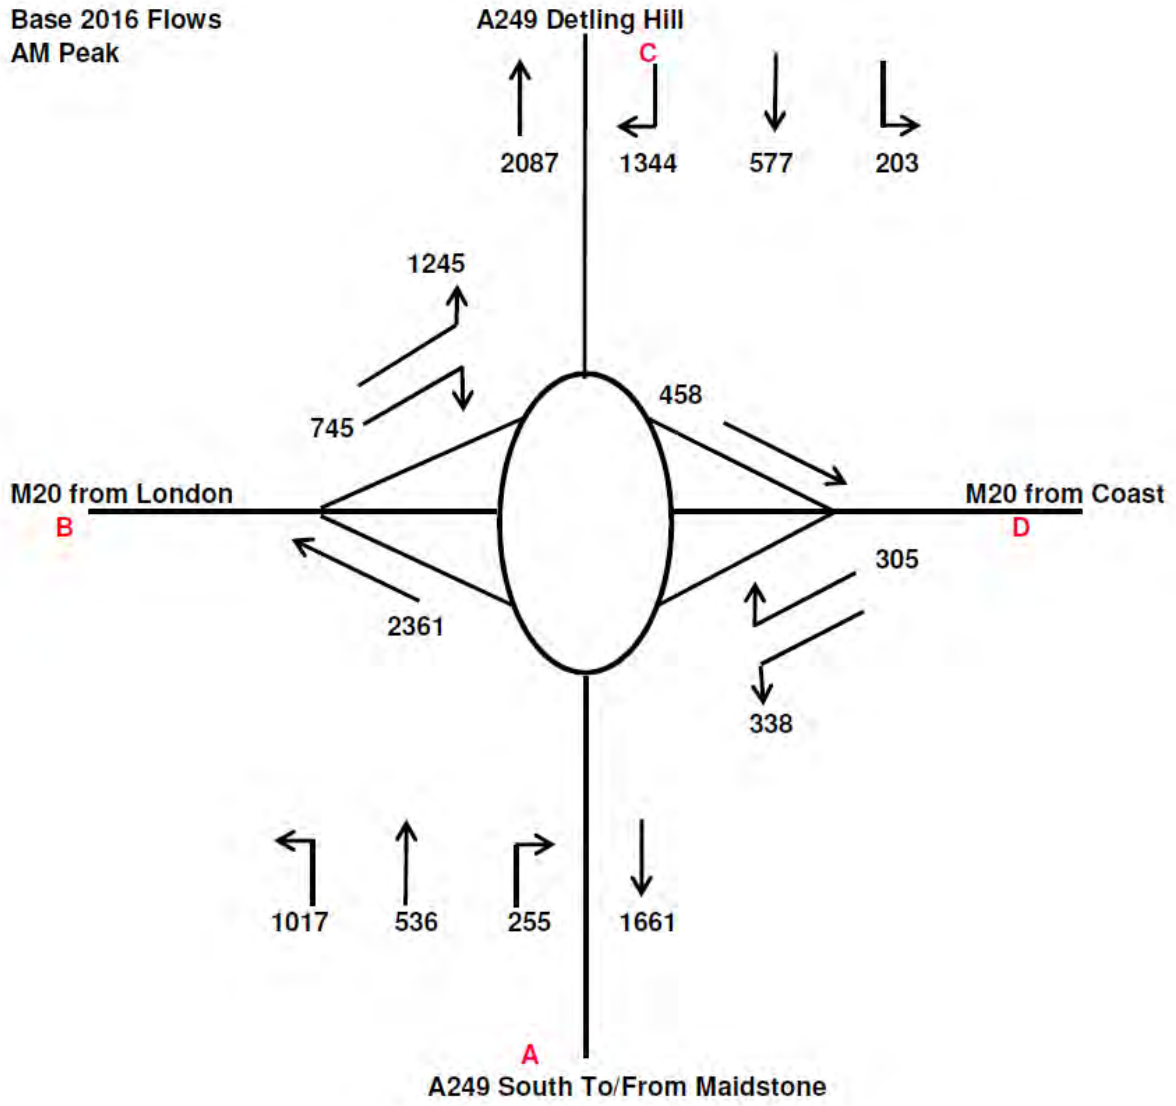 Base 2016 Flows
AM Peak
A249 Detling Hill
C
2087
1344
577
203
1245
745
458
M20 from London
B
M20 from Coast
D
2361
305
338
1017
536
255
1661
A
A249 South To/From Maidstone